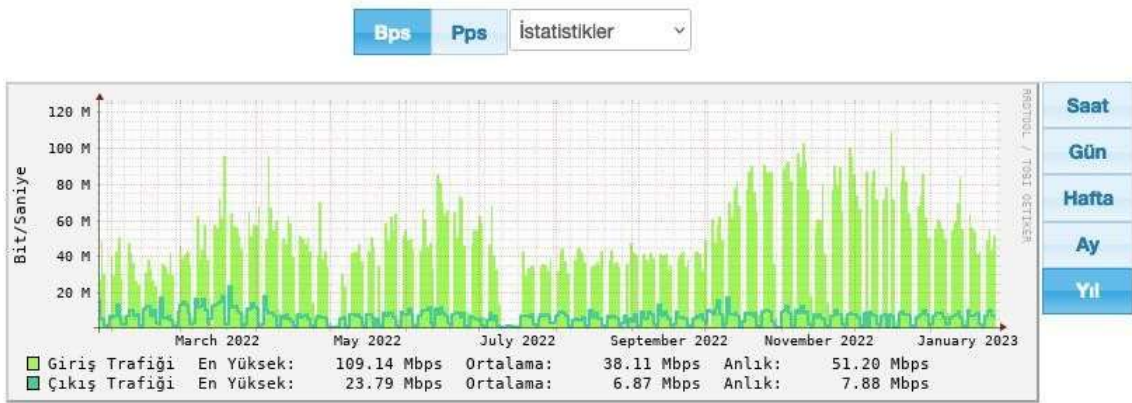 Bps Pps İstatistikler
120 M
100 M
80 M
60 M
40 M
20 M
Bit/Saniye
March 2022 May 2022 July 2022 September 2022 November 2022 January 2023
Giriş Trafiği En Yüksek: 109.14 Mbps Ortalama: 38.11 Mbps Anlık: 51.20 Mbps
Çıkış Trafiği En Yüksek: 23.79 Mbps Ortalama: 6.87 Mbps Anlık: 7.88 Mbps
RRDTOOL / TOBI OETIKER
Saat
Gün
Hafta
Ay
Yıl